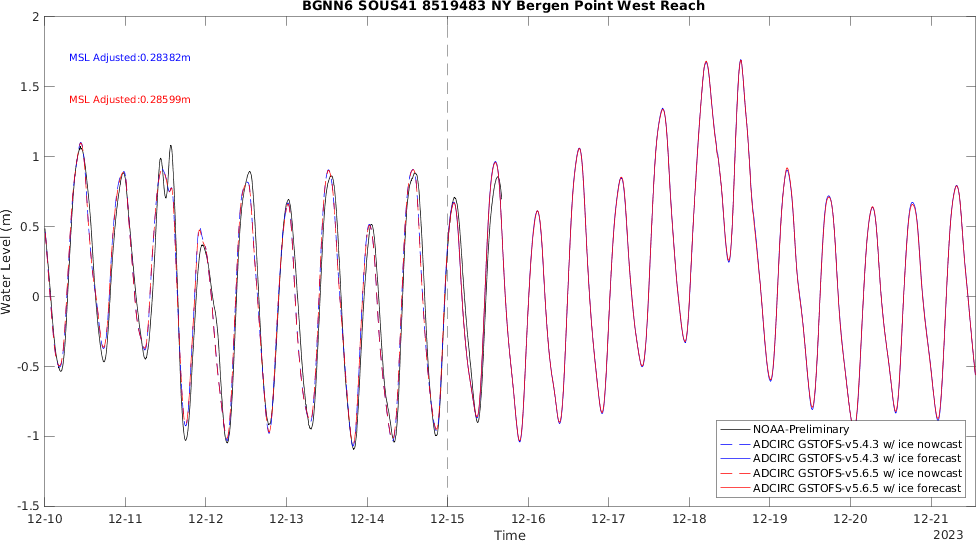 BGNN6 SOUS41 8519483 NY Bergen Point West Reach
MSL Adjusted:0.28382m
MSL Adjusted:0.28599m
Water Level (m)
2
1.5
1
0.5
0
-0.5
-1
-1.5
12-10 12-11 12-12 12-13 12-14 12-15 12-16 12-17 12-18 12-19 12-20 12-21
2023
Time
NOAA-Preliminary
ADCIRC GSTOFS-v5.4.3 w/ ice nowcast
ADCIRC GSTOFS-v5.4.3 w/ ice forecast
ADCIRC GSTOFS-v5.6.5 w/ ice nowcast
ADCIRC GSTOFS-v5.6.5 w/ ice forecast